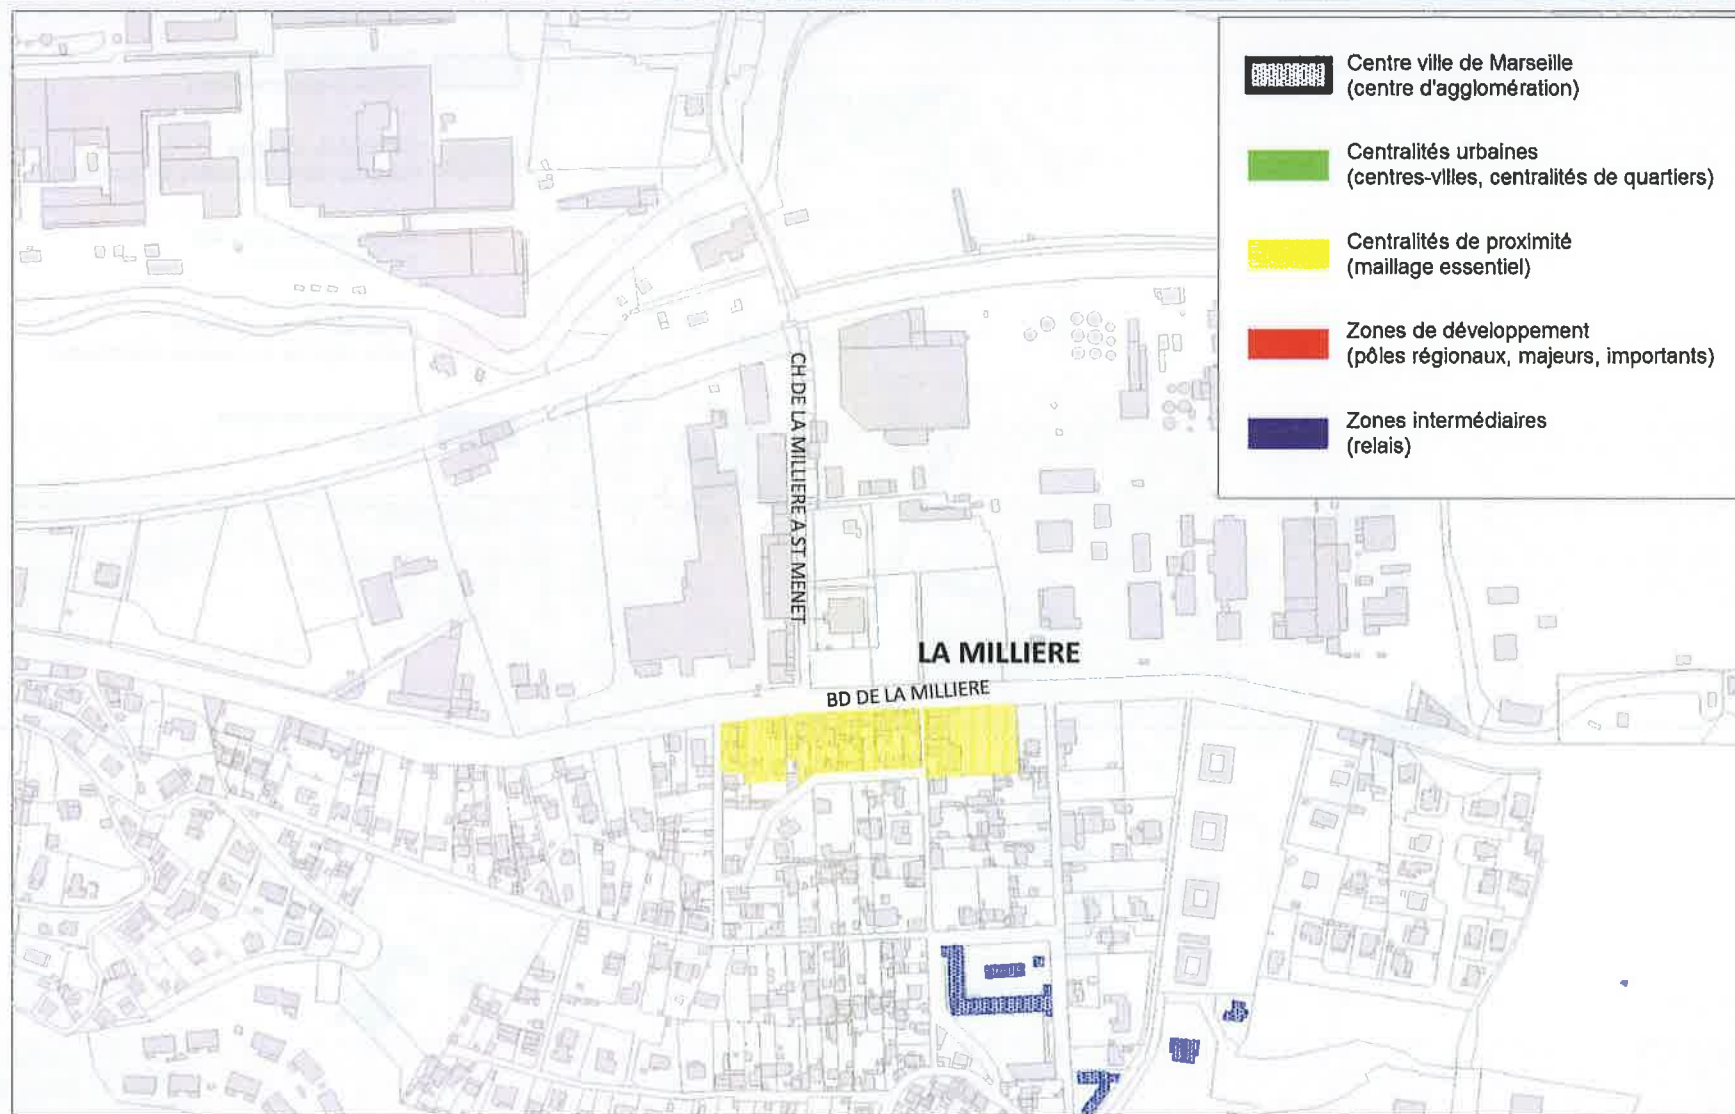 Centre ville de Marseille
(centre d'agglomération)
Centralités urbaines
(centres-villes, centralités de quartiers)
Centralités de proximité
(maillage essentiel)
Zones de développement
(pôles régionaux, majeurs, importants)
Zones intermédiaires
(relais)
CH DE LA MILLIERE A ST MENET
LA MILLIERE
BD DE LA MILLIERE